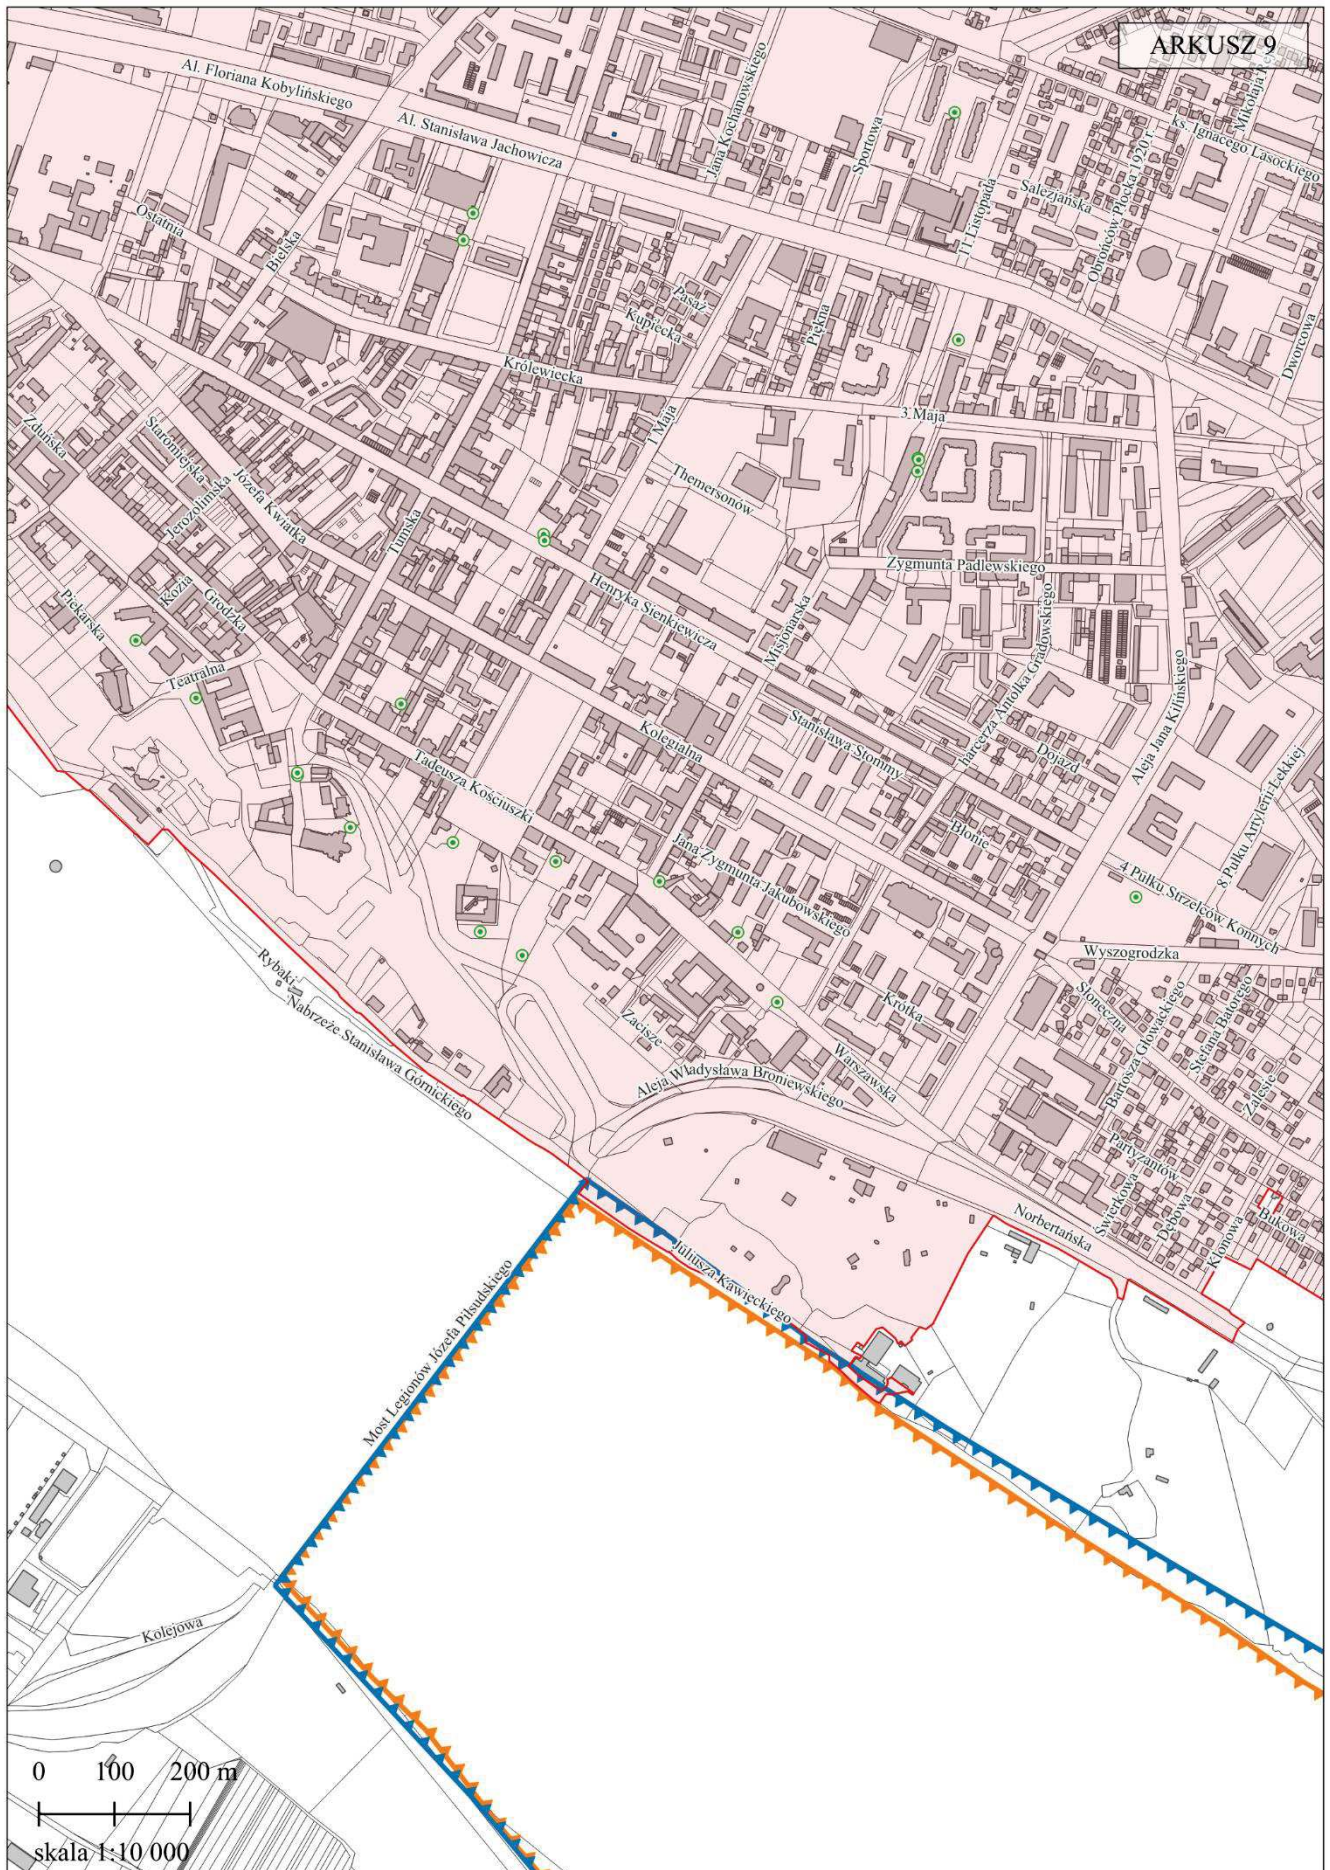 ARKUSZ 9
Al. Floriana Kobylińskiego
Al. Stanisława Jachowicza
Jana Kochanowskiego
Sportowa
ks. Ignacego Lasockiego
Mikołaja
Salezjańska
Obrońców Płocka 1920 r.
11 Listopada
Dworcowa
Ostatnia
Bielska
Pasaż
Kupiecka
Piękna
Królewiecka
1 Maja
3 Maja
Zduńska
Staromiejska
Jerozolimska
Józefa Kwiatka
Tumska
Themersonów
Zygmunta Padlewskiego
Henryka Sienkiewicza
Misjonarska
harcerza Antolka Gradowskiego
Kozia
Grodzka
Piekarska
Teatralna
Aleja Jana Kilińskiego
Kolegialna
Stanisława Stommy
Dojazd
Tadeusza Kościuszki
Błonie
8 Pułku Artylerii Lekkiej
Jana Zygmunta Jakubowskiego
4 Pułku Strzelców Konnych
Wyszogrodzka
Rybaki
Nabrzeże Stanisława Górnickiego
Zacisze
Krótka
Słoneczna
Bartosza Głowackiego
Stefana Batorego
Zalesie
Warszawska
Aleja Władysława Broniewskiego
Partyzantów
Świerkowa
Dębowa
Klonowa
Bukowa
Norbertańska
Juliusza Kawieckiego
Most Legionów Józefa Piłsudskiego
Kolejowa
0 100 200 m
skala 1:10 000